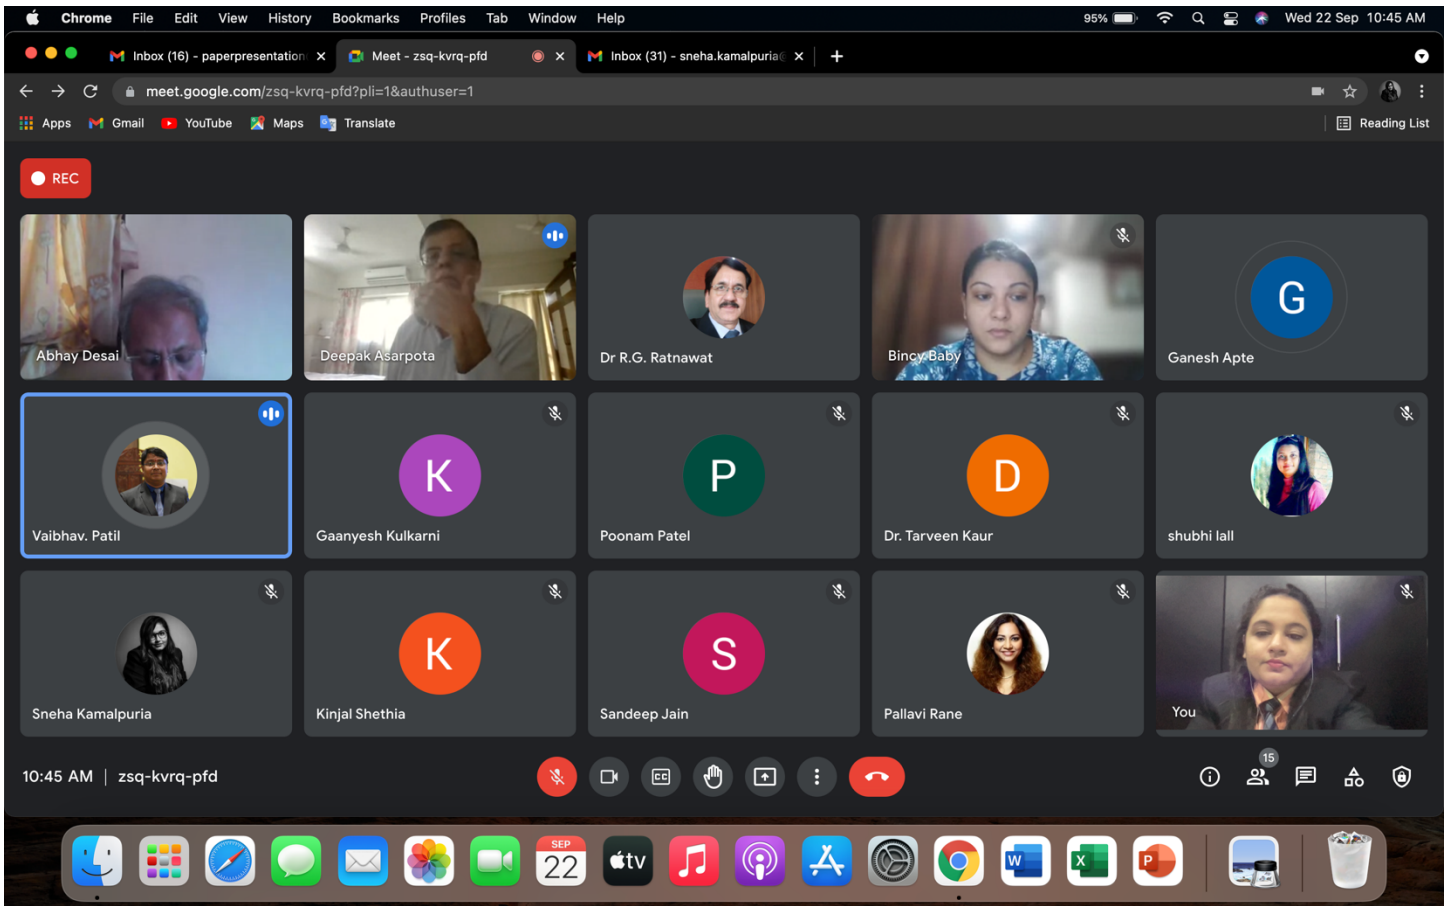 Chrome File Edit View History Bookmarks Profiles Tab Window Help 95% Wed 22 Sep 10:45 AM
Inbox (16) - paperpresentation Meet - zsq-kvrq-pfd Inbox (31) - sneha.kamalpuria@
meet.google.com/zsq-kvrq-pfd?pli=1&authuser=1
Apps Gmail YouTube Maps Translate Reading List
REC
Abhay Desai Deepak Asarpota Dr R.G. Ratnawat Bincy Baby Ganesh Apte
G
Vaibhav. Patil Gaanyesh Kulkarni Poonam Patel Dr. Tarveen Kaur shubhi lall
K P D
Sneha Kamalpuria Kinjal Shethia Sandeep Jain Pallavi Rane You
K S
10:45 AM | zsq-kvrq-pfd CC 15
SEP
22 tv W X P